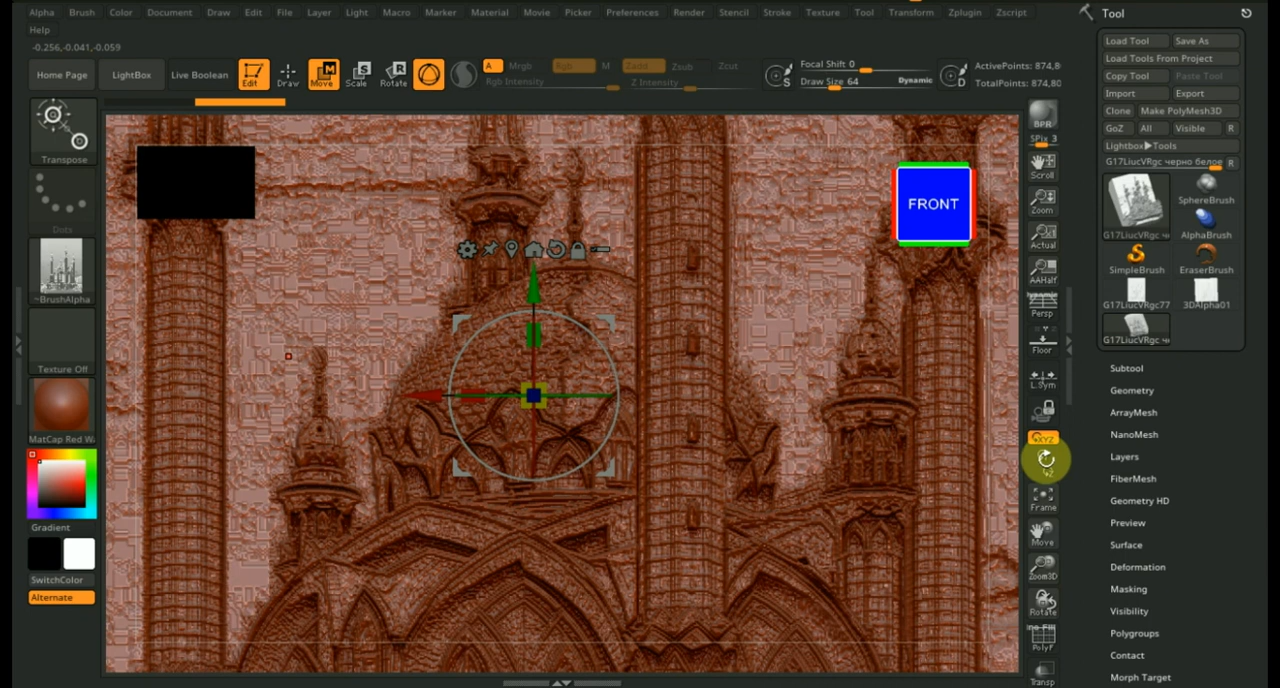 Alpha Brush Color Document Draw Edit File Layer Light Macro Marker Material Movie Picker Preferences Render Stencil Stroke Texture Tool Transform Zplugin Zscript
Help
-0.256,-0.041,-0.059
Home Page
LightBox
Live Boolean
Edit
Draw
Move
Scale
Rotate
A
Mrgb
Rgb
M
Zadd
Zsub
Zcut
Rgb Intensity
Z Intensity
S
Focal Shift 0
Draw Size 64
Dynamic
D
ActivePoints: 874,8
TotalPoints: 874,80
Transpose
Dots
~BrushAlpha
Texture Off
MatCap Red W
Gradient
SwitchColor
Alternate
FRONT
BPR
SPix 3
Scroll
Zoom
Actual
AAHalf
Dynamic
Persp
Floor
L.Sym
XYZ
Frame
Move
Zoom3D
Rotate
Line Fill
PolyF
Transp
Tool
Load Tool
Save As
Load Tools From Project
Copy Tool
Paste Tool
Import
Export
Clone
Make PolyMesh3D
GoZ
All
Visible
R
Lightbox▶Tools
G17LiucVRgc черно белое
R
G17LiucVRgc ч
SphereBrush
AlphaBrush
SimpleBrush
EraserBrush
G17LiucVRgc77
3DAlpha01
G17LiucVRgc ч
Subtool
Geometry
ArrayMesh
NanoMesh
Layers
FiberMesh
Geometry HD
Preview
Surface
Deformation
Masking
Visibility
Polygroups
Contact
Morph Target